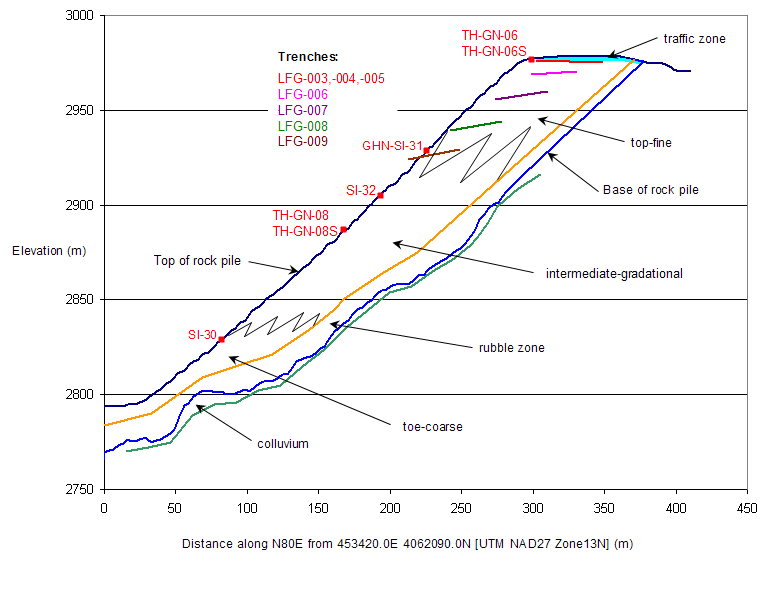 3000
2950
2900
2850
2800
2750
Elevation (m)
Trenches:
LFG-003,-004,-005
LFG-006
LFG-007
LFG-008
LFG-009
TH-GN-06
TH-GN-06S
traffic zone
GHN-SI-31
top-fine
SI-32
Base of rock pile
TH-GN-08
TH-GN-08S
Top of rock pile
intermediate-gradational
SI-30
rubble zone
toe-coarse
colluvium
0 50 100 150 200 250 300 350 400 450
Distance along N80E from 453420.0E 4062090.0N [UTM NAD27 Zone13N] (m)